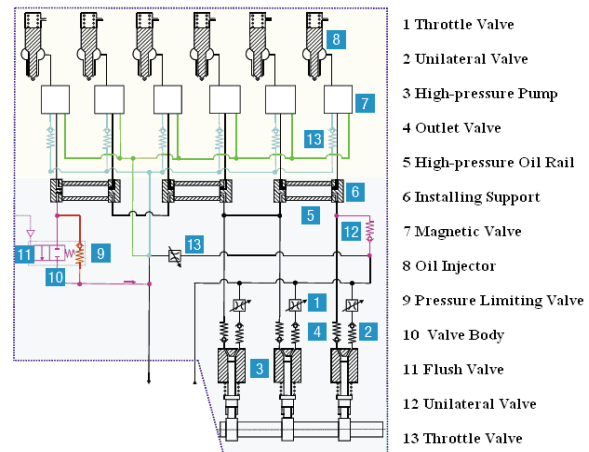 8
7
13
6
5
12
13
11
9
10
1
4
2
3
1 Throttle Valve
2 Unilateral Valve
3 High-pressure Pump
4 Outlet Valve
5 High-pressure Oil Rail
6 Installing Support
7 Magnetic Valve
8 Oil Injector
9 Pressure Limiting Valve
10 Valve Body
11 Flush Valve
12 Unilateral Valve
13 Throttle Valve